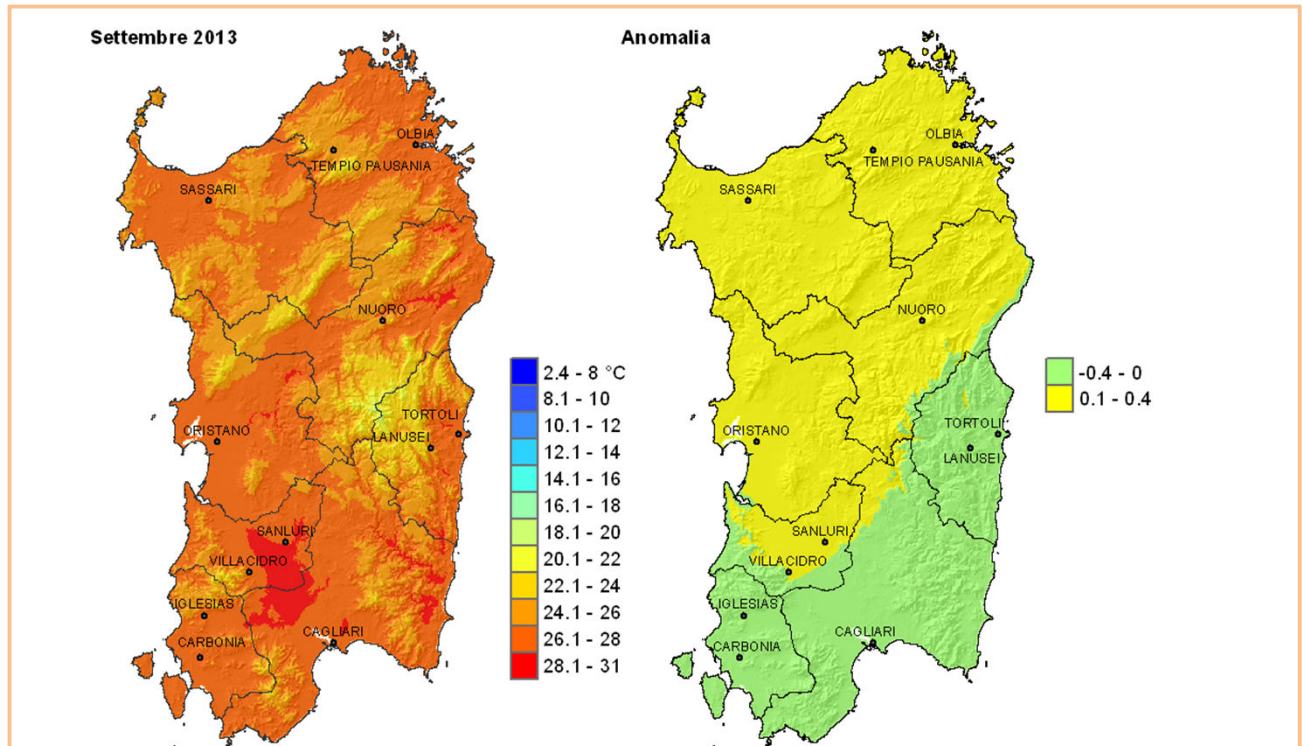 Settembre 2013
OLBIA
TEMPIO PAUSANIA
SASSARI
NUORO
TORTOLI
ORISTANO
LANUSEI
SANLURI
VILLACIDRO
IGLESIAS
CAGLIARI
CARBONIA
2.4 - 8 °C
8.1 - 10
10.1 - 12
12.1 - 14
14.1 - 16
16.1 - 18
18.1 - 20
20.1 - 22
22.1 - 24
24.1 - 26
26.1 - 28
28.1 - 31
Anomalia
OLBIA
TEMPIO PAUSANIA
SASSARI
NUORO
TORTOLI
ORISTANO
LANUSEI
SANLURI
VILLACIDRO
IGLESIAS
CAGLIARI
CARBONIA
-0.4 - 0
0.1 - 0.4